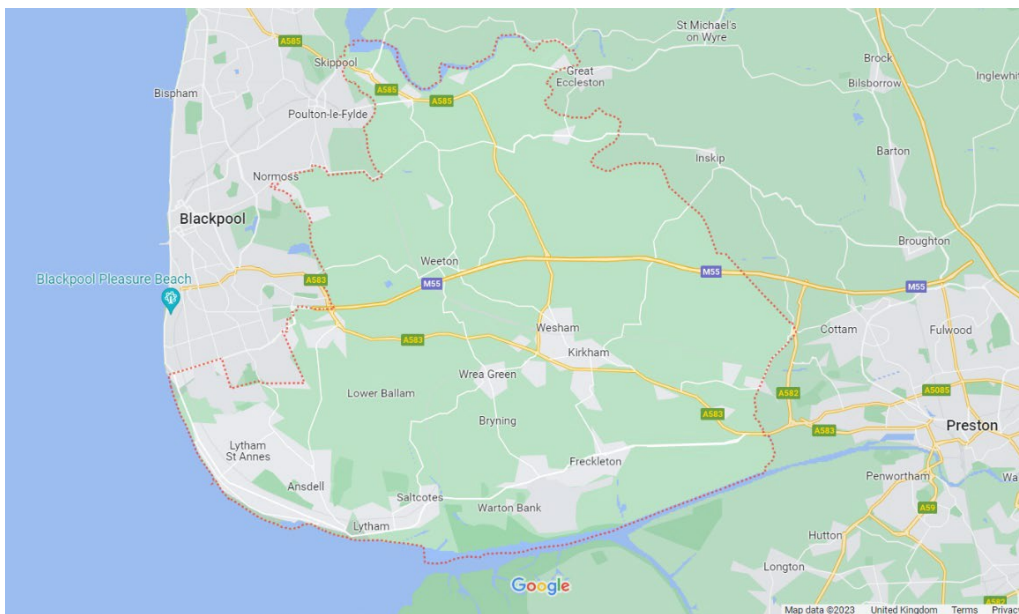 St Michael's
on Wyre
A585
Skippool
Brock
Great
Eccleston
Bilsborrow
Bispham
A585
A585
Poulton-le-Fylde
Barton
Inskip
Normoss
Blackpool
Broughton
Weeton
M55
M55
M55
Blackpool Pleasure Beach
A583
Wesham
Cottam
Fulwood
A583
Kirkham
Wrea Green
Lower Ballam
A582
A5085
Bryning
A583
A583
Preston
Lytham
St Annes
Freckleton
Ansdell
Saltcotes
Warton Bank
Penwortham
Lytham
A59
Hutton
Longton
Google
A582
Map data ©2023 United Kingdom Terms Privac